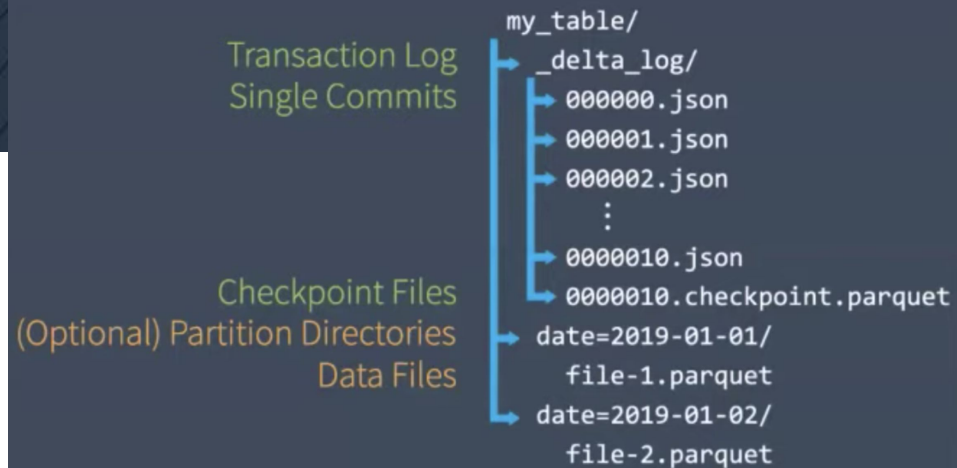 my_table/
Transaction Log
_delta_log/
Single Commits
000000.json
000001.json
000002.json
0000010.json
Checkpoint Files
0000010.checkpoint.parquet
(Optional) Partition Directories
date=2019-01-01/
Data Files
file-1.parquet
date=2019-01-02/
file-2.parquet